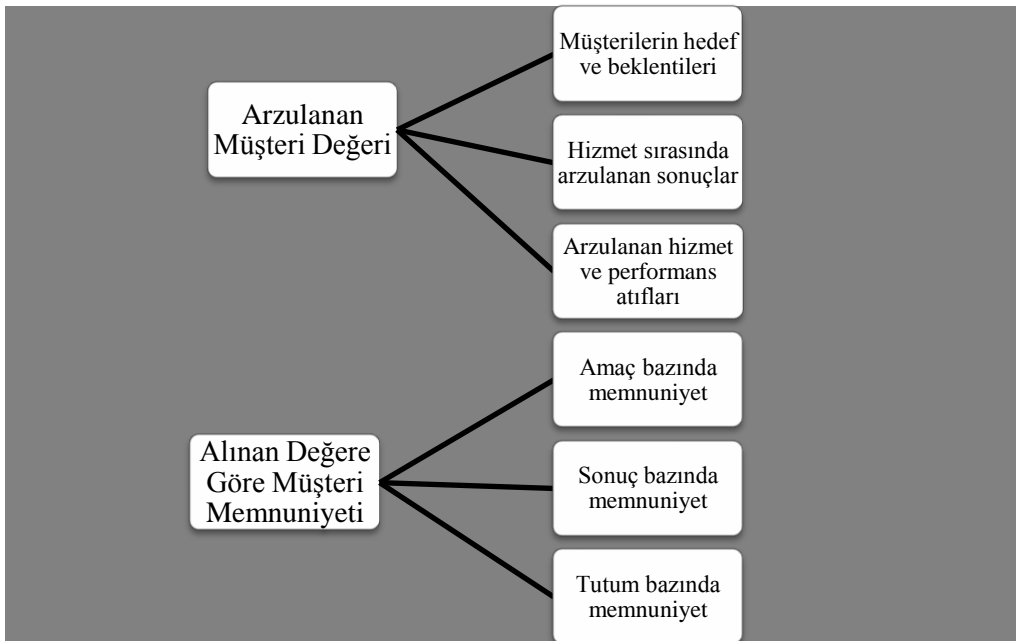 Arzulanan
Müşteri Değeri
Müşterilerin hedef
ve beklentileri
Hizmet sırasında
arzulanan sonuçlar
Arzulanan hizmet
ve performans
atıfları
Alınan Değere
Göre Müşteri
Memnuniyeti
Amaç bazında
memnuniyet
Sonuç bazında
memnuniyet
Tutum bazında
memnuniyet